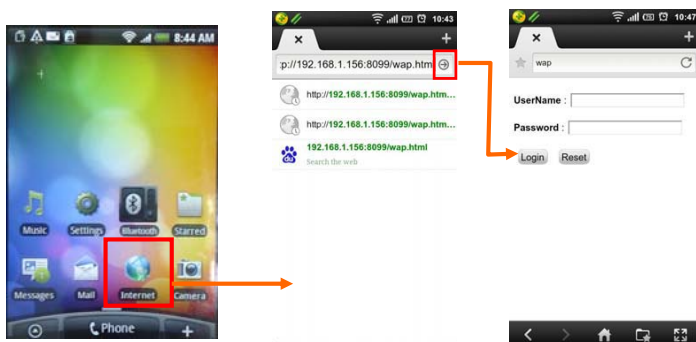 8:44 AM
Music
Settings
Bluetooth
Starred
Messages
Mail
Internet
Camera
Phone
+
10:43
×
+
:p://192.168.1.156:8099/wap.htm
http://192.168.1.156:8099/wap.htm...
http://192.168.1.156:8099/wap.htm...
du
192.168.1.156:8099/wap.html
Search the web
10:47
×
+
wap
UserName :
Password :
Login Reset